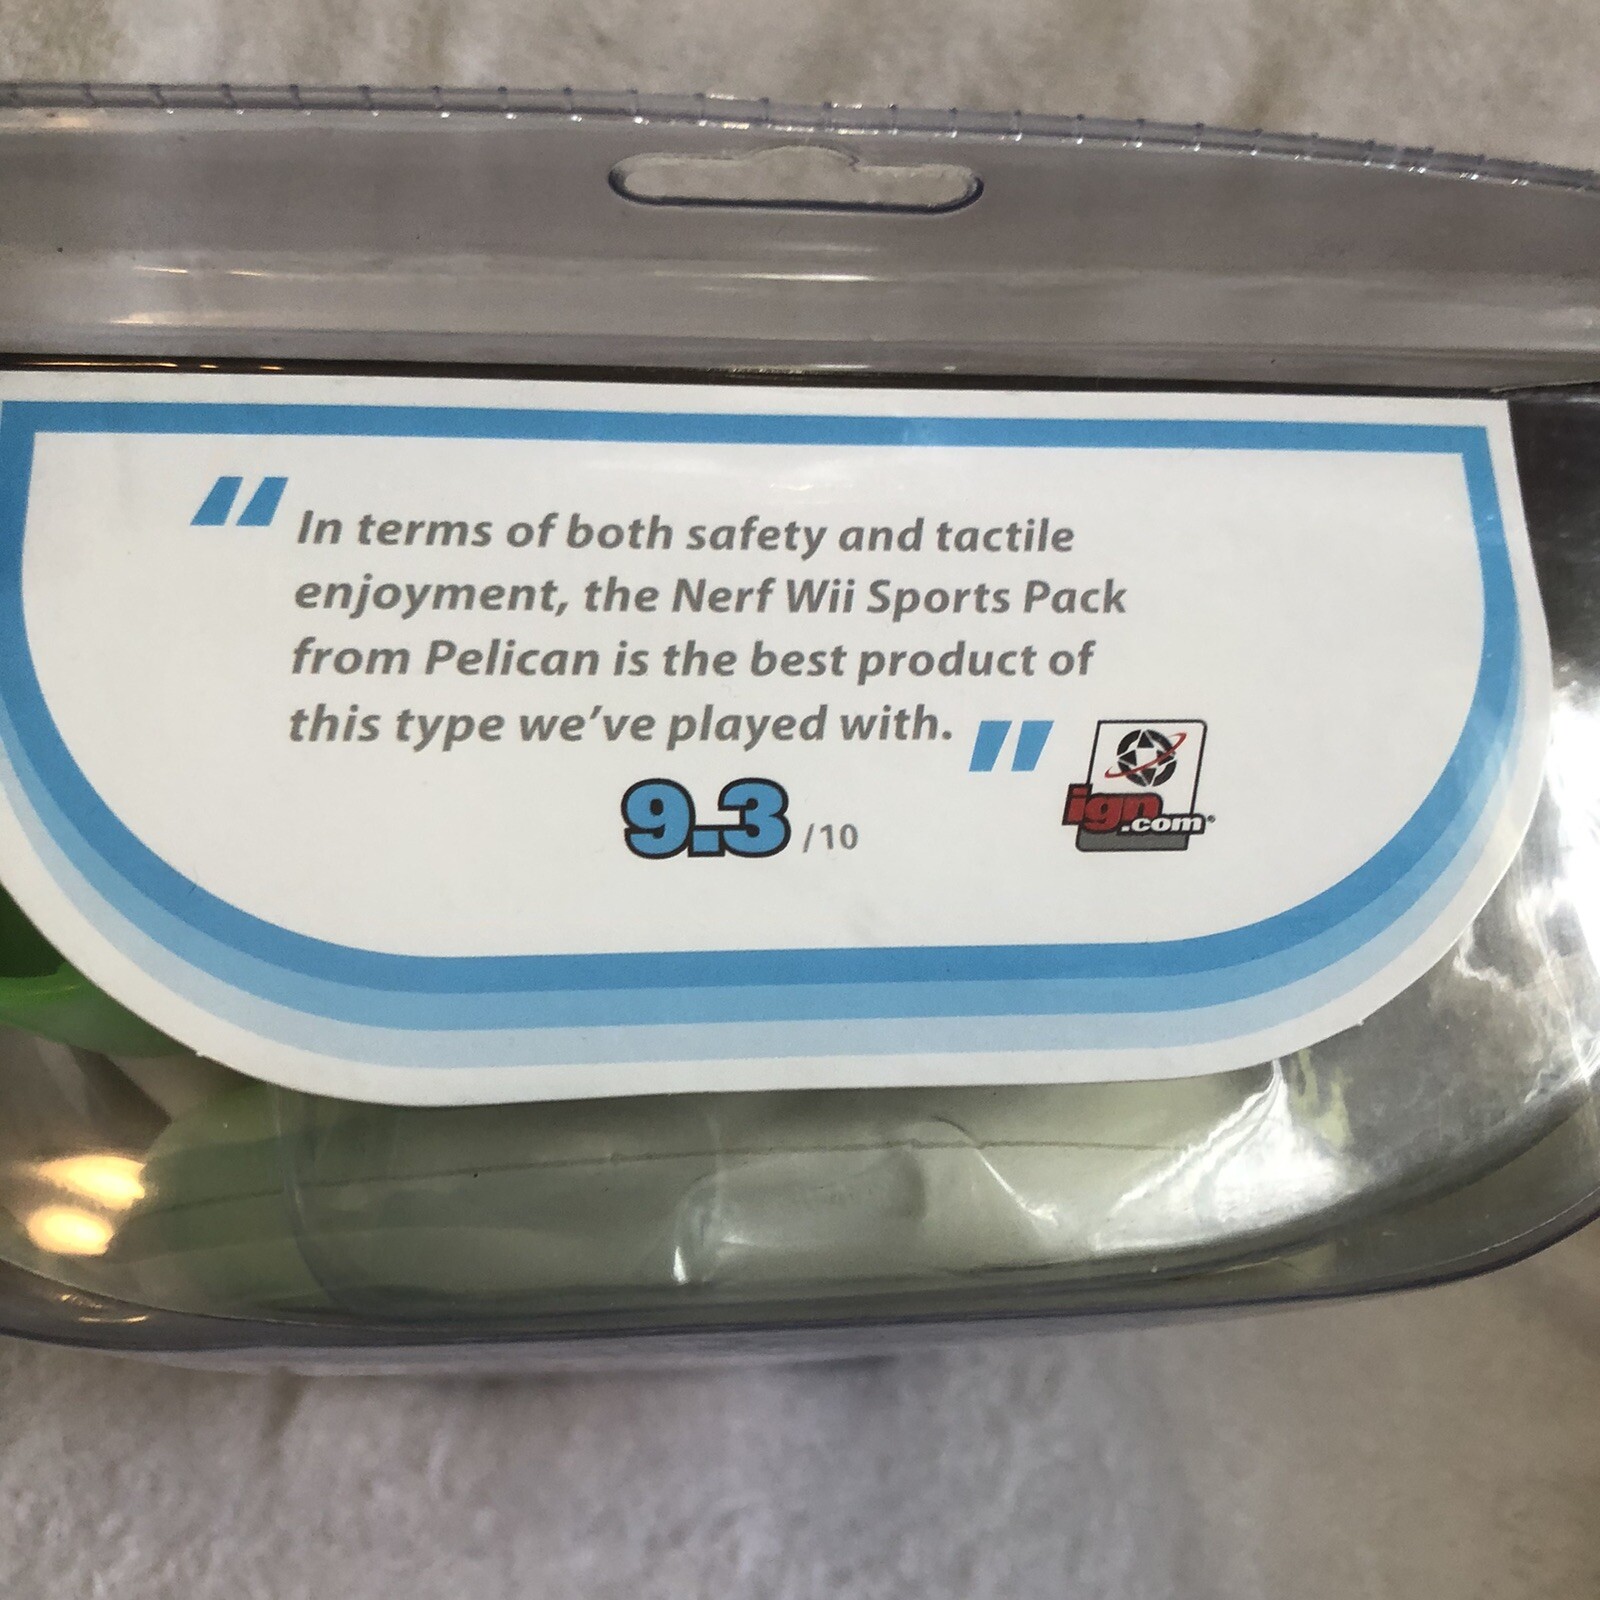 "In terms of both safety and tactile
enjoyment, the Nerf Wii Sports Pack
from Pelican is the best product of
this type we've played with."
9.3 /10
ign.com